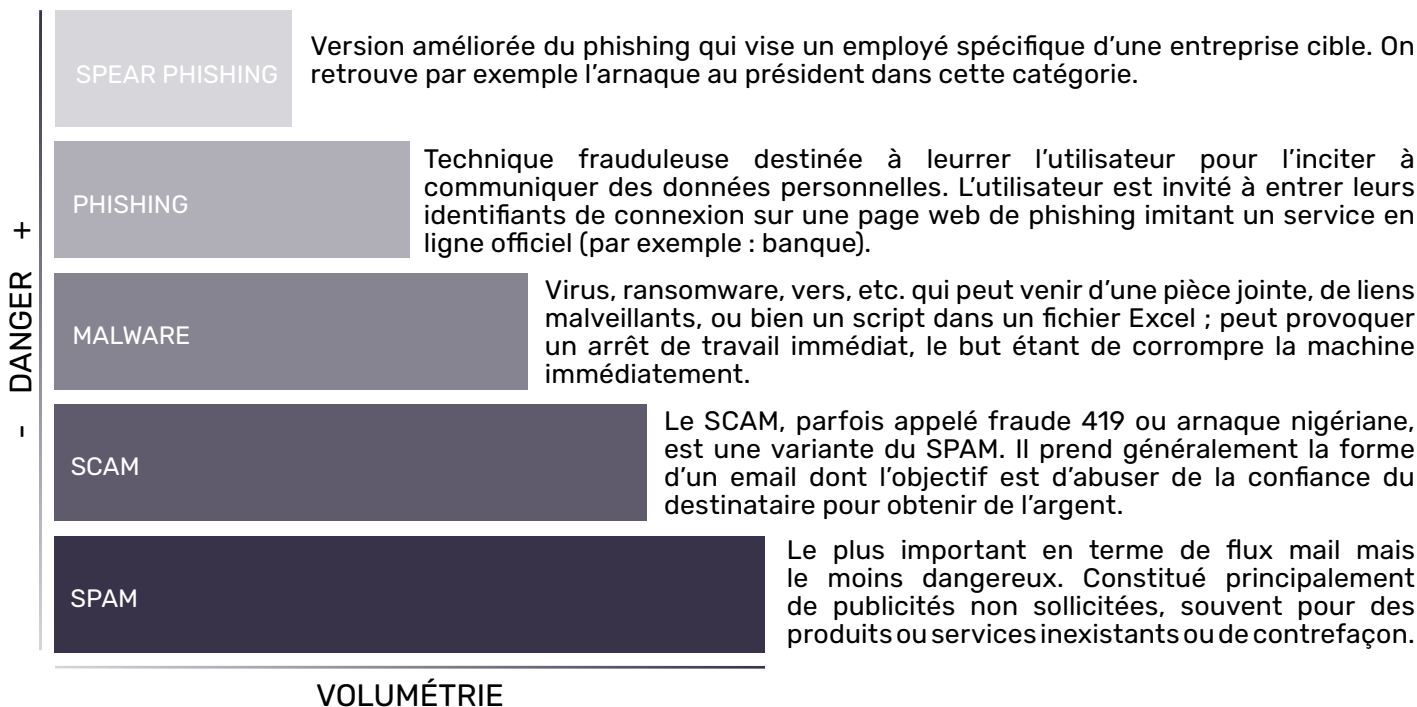 SPEAR PHISHING
Version améliorée du phishing qui vise un employé spécifique d'une entreprise cible. On
retrouve par exemple l'arnaque au président dans cette catégorie.
PHISHING
Technique frauduleuse destinée à leurrer l'utilisateur pour l'inciter à
communiquer des données personnelles. L'utilisateur est invité à entrer leurs
identifiants de connexion sur une page web de phishing imitant un service en
ligne officiel (par exemple : banque).
MALWARE
Virus, ransomware, vers, etc. qui peut venir d'une pièce jointe, de liens
malveillants, ou bien un script dans un fichier Excel ; peut provoquer
un arrêt de travail immédiat, le but étant de corrompre la machine
immédiatement.
SCAM
Le SCAM, parfois appelé fraude 419 ou arnaque nigériane,
est une variante du SPAM. Il prend généralement la forme
d'un email dont l'objectif est d'abuser de la confiance du
destinataire pour obtenir de l'argent.
SPAM
Le plus important en terme de flux mail mais
le moins dangereux. Constitué principalement
de publicités non sollicitées, souvent pour des
produits ou services inexistants ou de contrefaçon.
- DANGER +
VOLUMÉTRIE